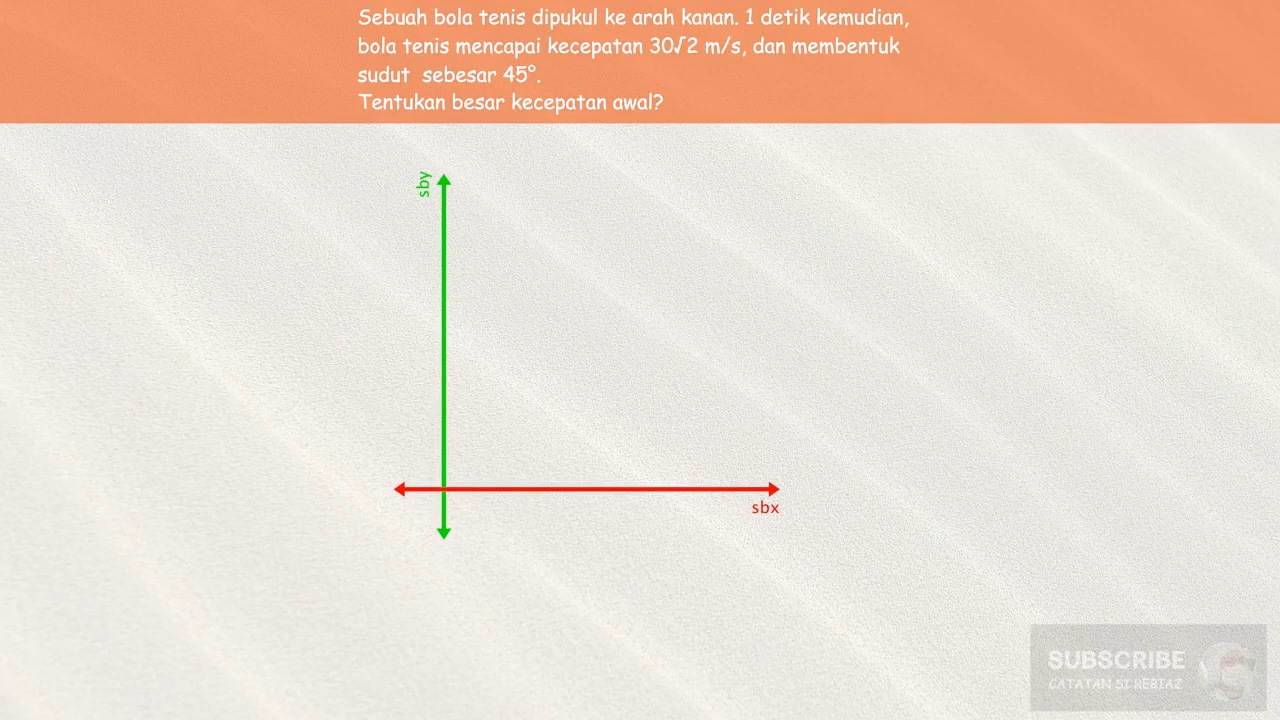 Sebuah bola tenis dipukul ke arah kanan. 1 detik kemudian,
bola tenis mencapai kecepatan 30√2 m/s, dan membentuk
sudut  sebesar 45°.
Tentukan besar kecepatan awal?
sby
sbx
SUBSCRIBE
CATATAN SI REBIAZ